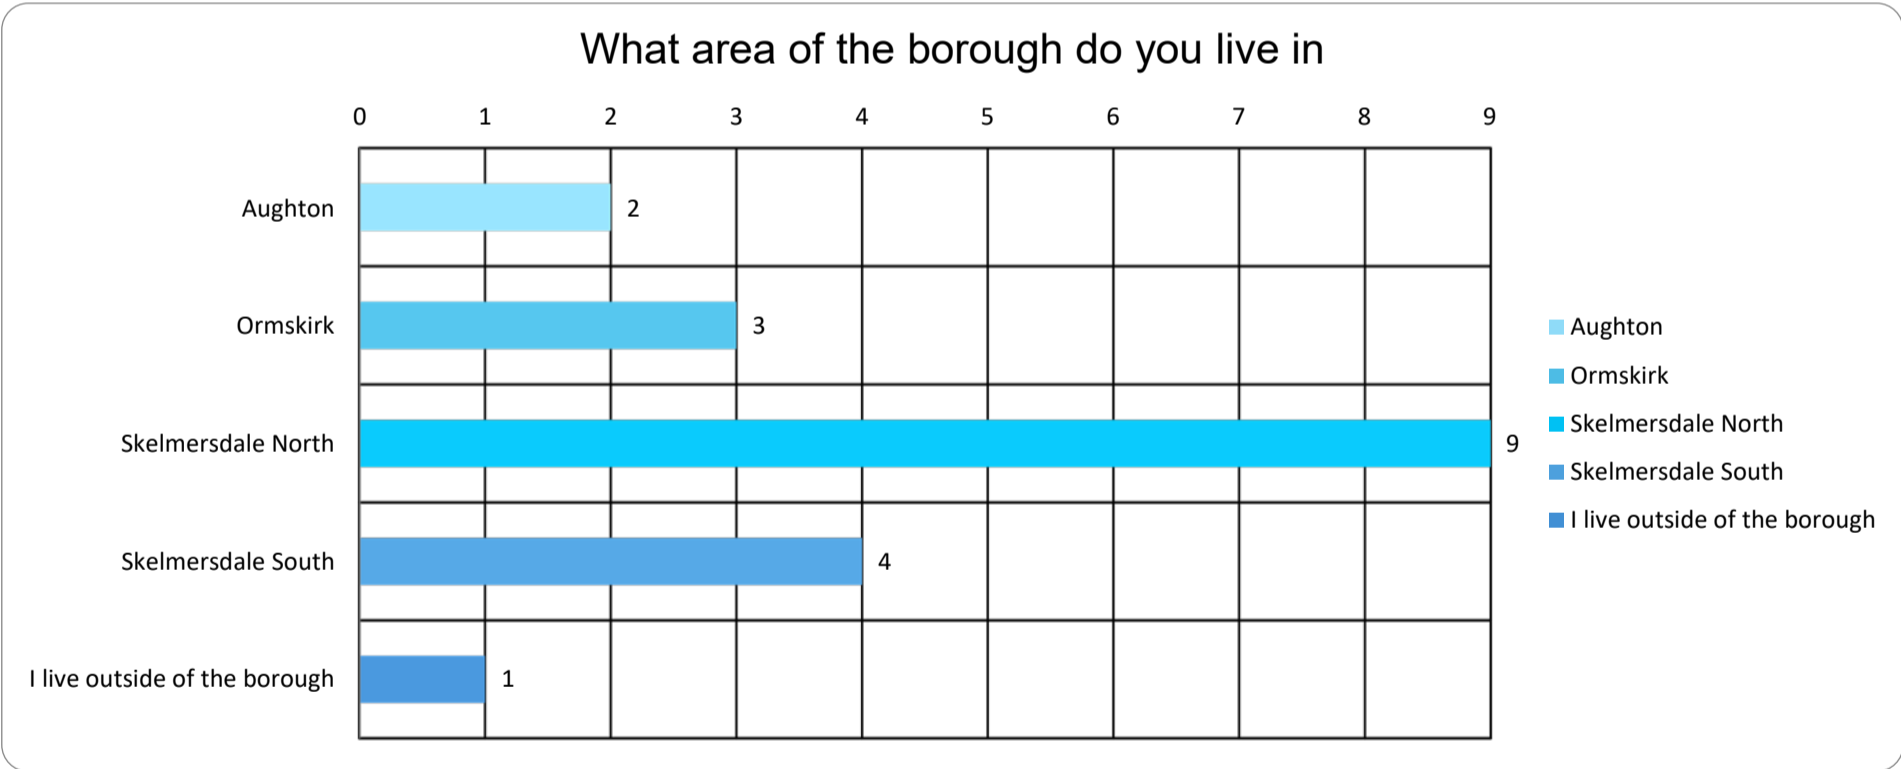 What area of the borough do you live in
0 1 2 3 4 5 6 7 8 9
Aughton 2
Ormskirk 3
Skelmersdale North 9
Skelmersdale South 4
I live outside of the borough 1
Aughton
Ormskirk
Skelmersdale North
Skelmersdale South
I live outside of the borough